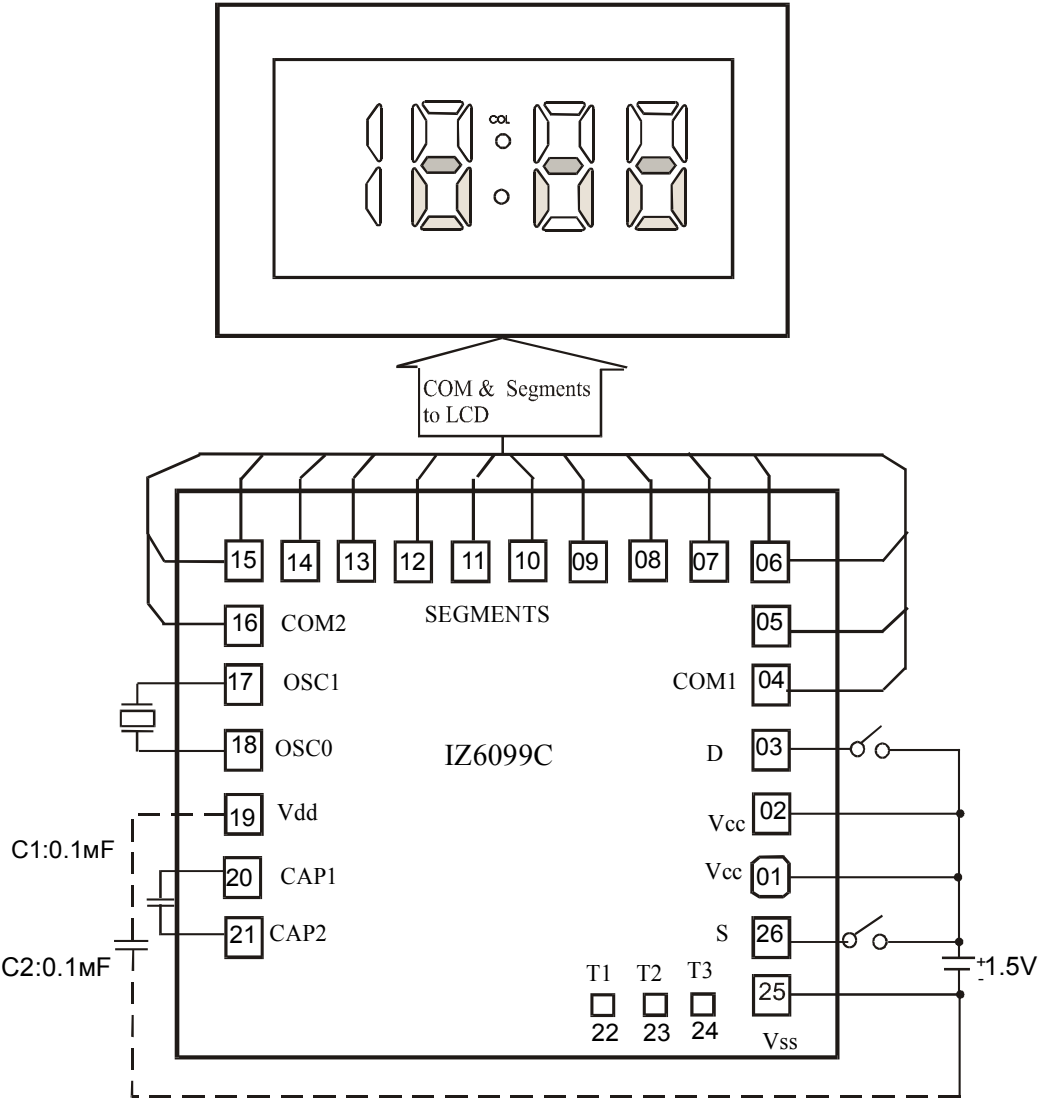 COL
COM & Segments
to LCD
15 14 13 12 11 10 09 08 07 06
16 COM2 SEGMENTS 05
17 OSC1 COM1 04
18 OSC0 IZ6099C D 03
19 Vdd Vcc 02
C1:0.1мF
20 CAP1 Vcc 01
21 CAP2 S 26
C2:0.1мF T1 T2 T3 25 + 1.5V
-
22 23 24 Vss